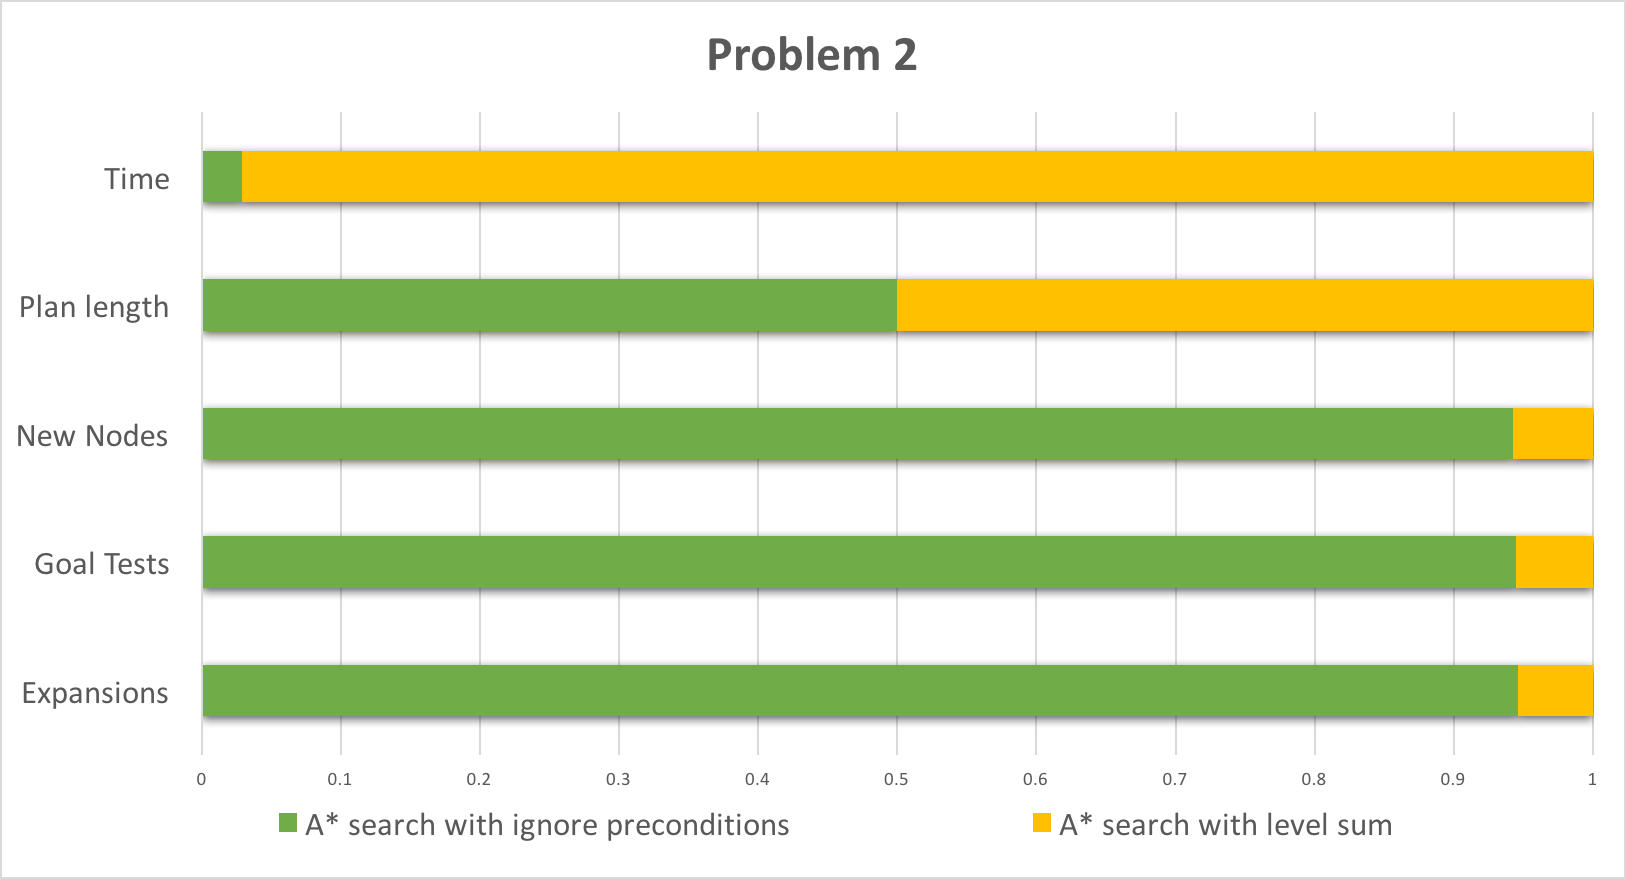 Problem 2
Time
Plan length
New Nodes
Goal Tests
Expansions
0 0.1 0.2 0.3 0.4 0.5 0.6 0.7 0.8 0.9 1
A* search with ignore preconditions A* search with level sum